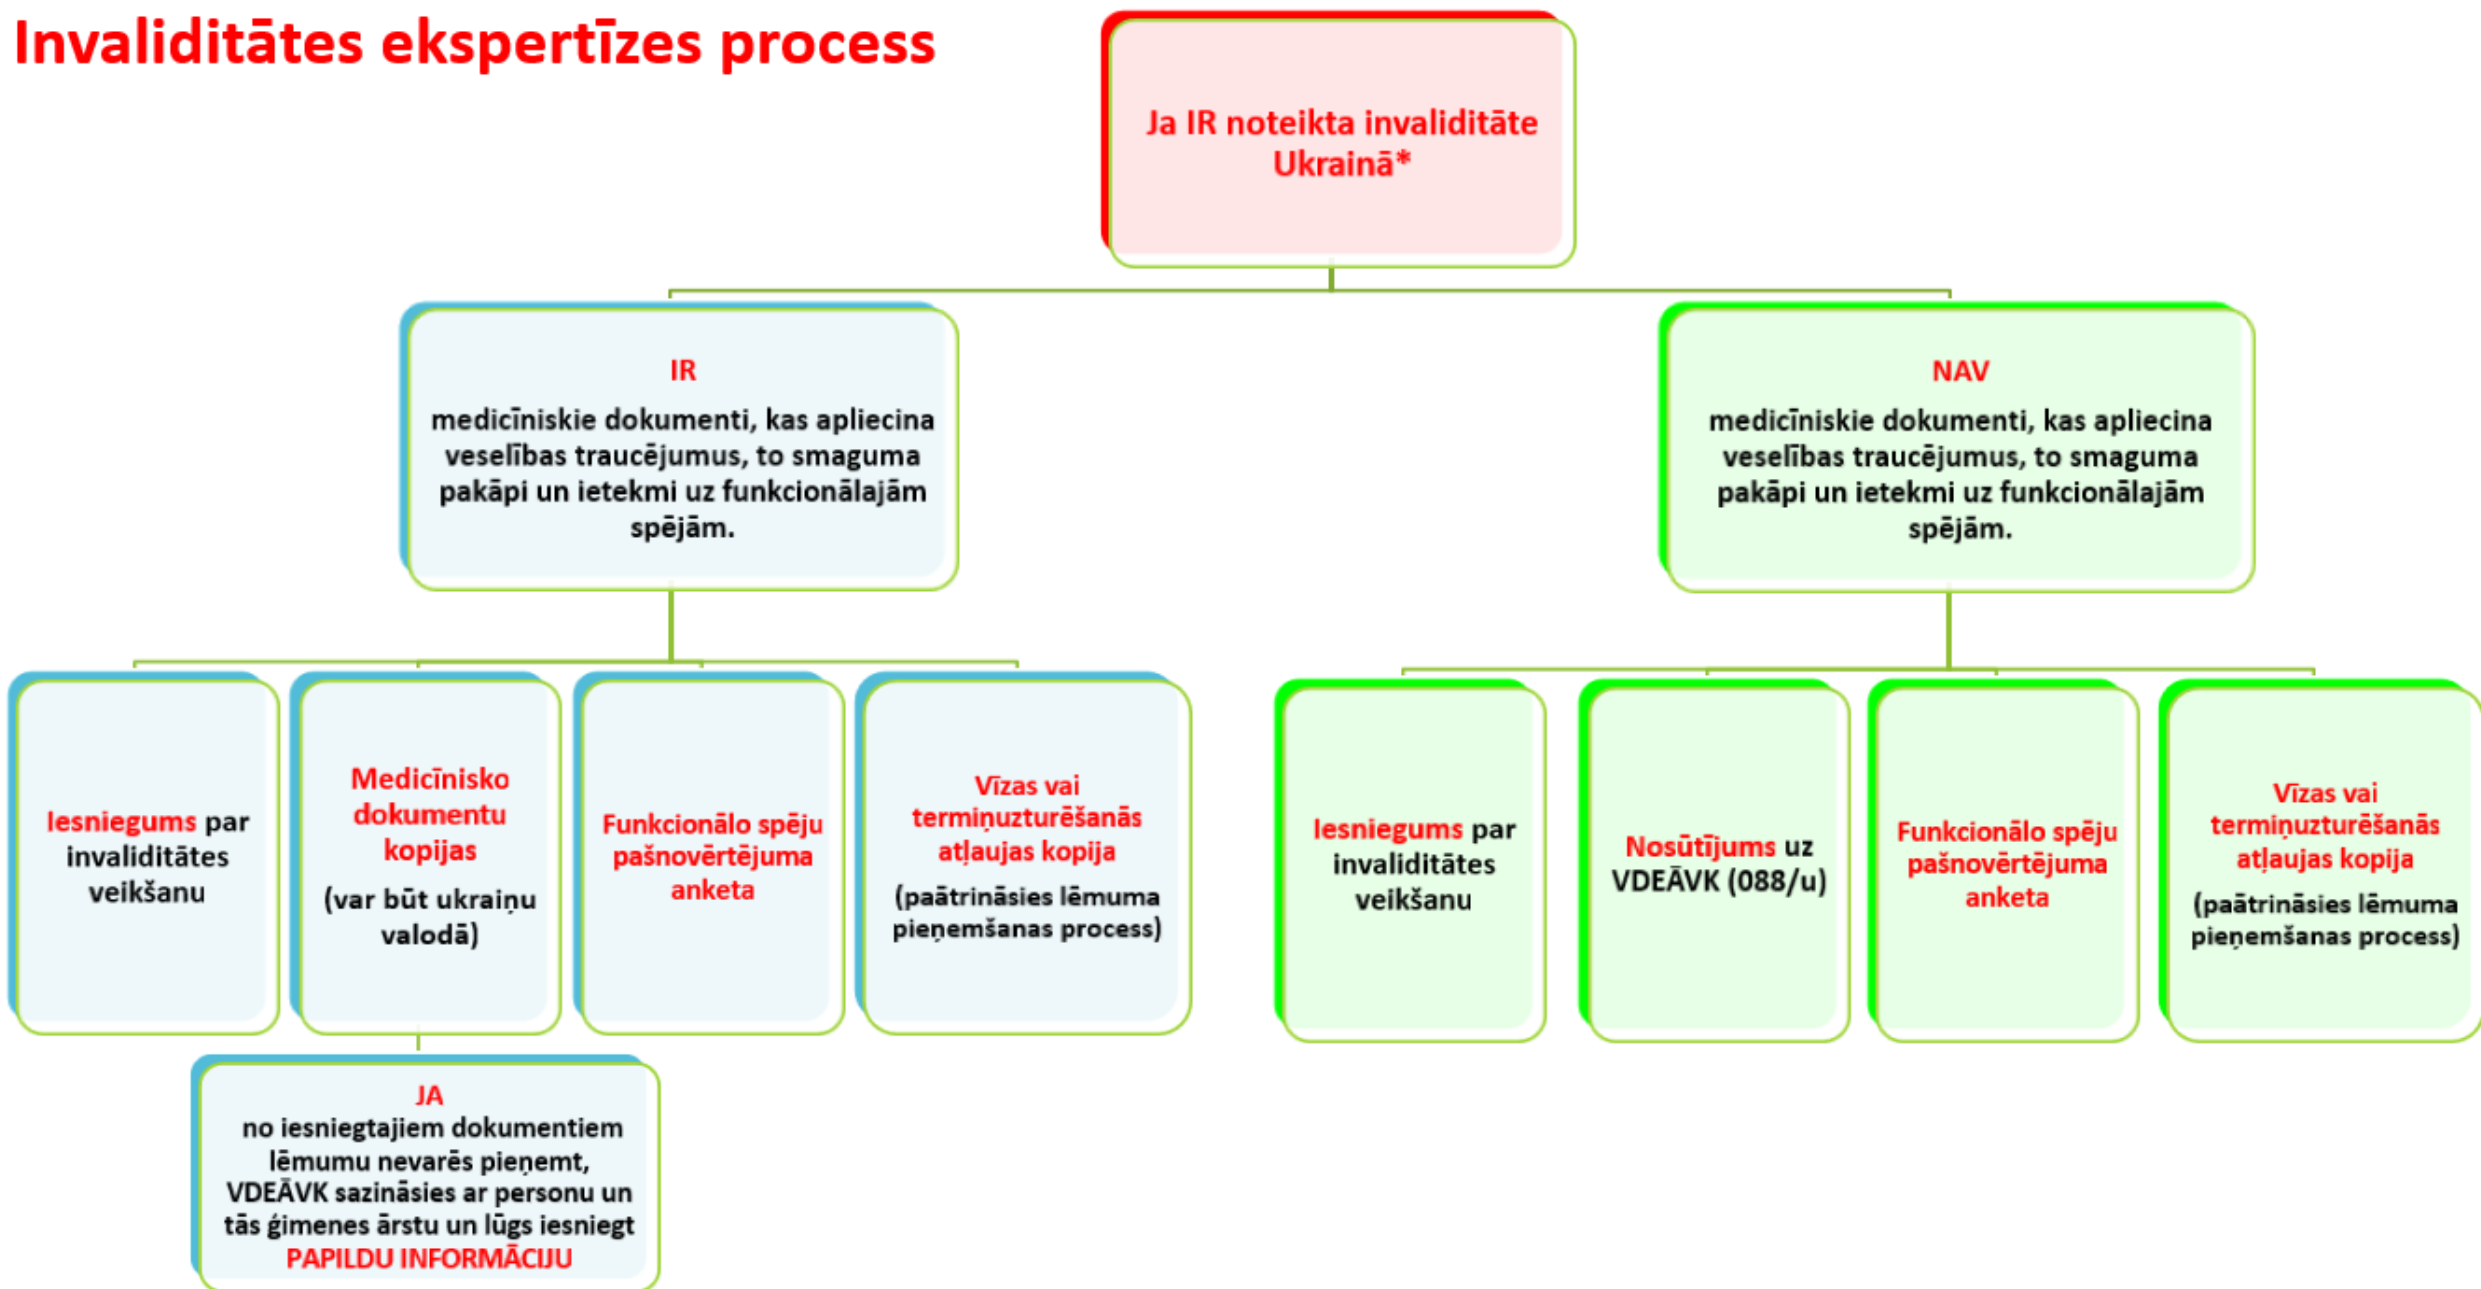 Invaliditātes ekspertīzes process
Ja IR noteikta invaliditāte
Ukrainā*
IR
medicīniskie dokumenti, kas apliecina
veselības traucējumus, to smaguma
pakāpi un ietekmi uz funkcionālajām
spējām.
NAV
medicīniskie dokumenti, kas apliecina
veselības traucējumus, to smaguma
pakāpi un ietekmi uz funkcionālajām
spējām.
Iesniegums par
invaliditātes
veikšanu
Medicīnisko
dokumentu
kopijas
(var būt ukraiņu
valodā)
Funkcionālo spēju
pašnovērtējuma
anketa
Vīzas vai
termiņuzturēšanās
atļaujas kopija
(paātrināsies lēmuma
pieņemšanas process)
Iesniegums par
invaliditātes
veikšanu
Nosūtījums uz
VDEĀVK (088/u)
Funkcionālo spēju
pašnovērtējuma
anketa
Vīzas vai
termiņuzturēšanās
atļaujas kopija
(paātrināsies lēmuma
pieņemšanas process)
JA
no iesniegtajiem dokumentiem
lēmumu nevarēs pieņemt,
VDEĀVK sazināsies ar personu un
tās ģimenes ārstu un lūgs iesniegt
PAPILDU INFORMĀCIJU